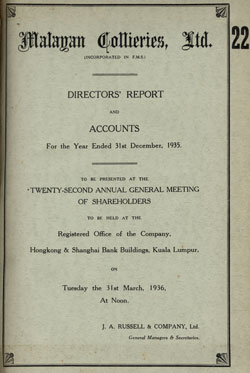 Malayan Collieries, Ltd.
22
(INCORPORATED IN F.M.S.)
DIRECTORS' REPORT
AND
ACCOUNTS
For the Year Ended 31st December, 1935.
TO BE PRESENTED AT THE
TWENTY-SECOND ANNUAL GENERAL MEETING
OF SHAREHOLDERS
TO BE HELD AT THE
Registered Office of the Company,
Hongkong & Shanghai Bank Buildings, Kuala Lumpur,
ON
Tuesday the 31st March, 1936,
At Noon.
J. A. RUSSELL & COMPANY, Ltd.
General Managers & Secretaries.